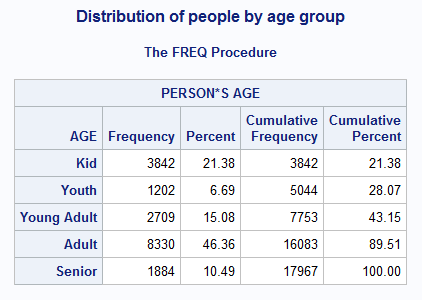 Distribution of people by age group
The FREQ Procedure
PERSON*S AGE
AGE Frequency Percent Cumulative Frequency Cumulative Percent
Kid 3842 21.38 3842 21.38
Youth 1202 6.69 5044 28.07
Young Adult 2709 15.08 7753 43.15
Adult 8330 46.36 16083 89.51
Senior 1884 10.49 17967 100.00